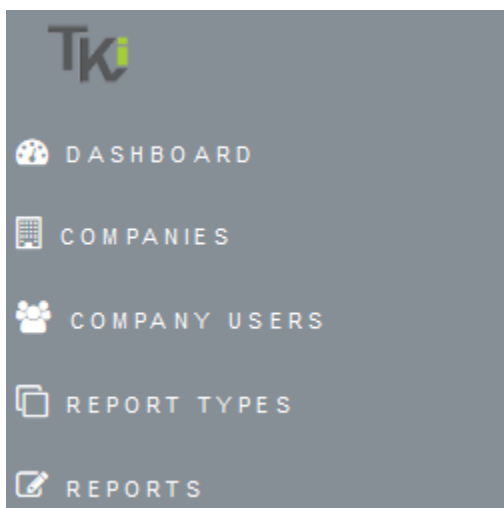 TKi
DASHBOARD
COMPANIES
COMPANY USERS
REPORT TYPES
REPORTS